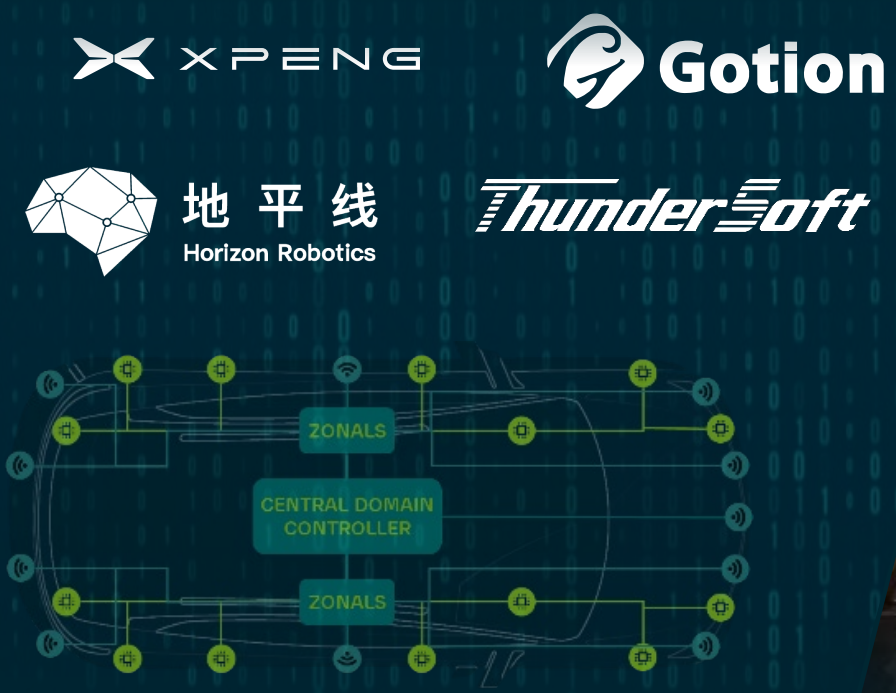 XPENG
Gotion
地平线
Horizon Robotics
ThunderSoft
ZONALS
CENTRAL DOMAIN
CONTROLLER
ZONALS